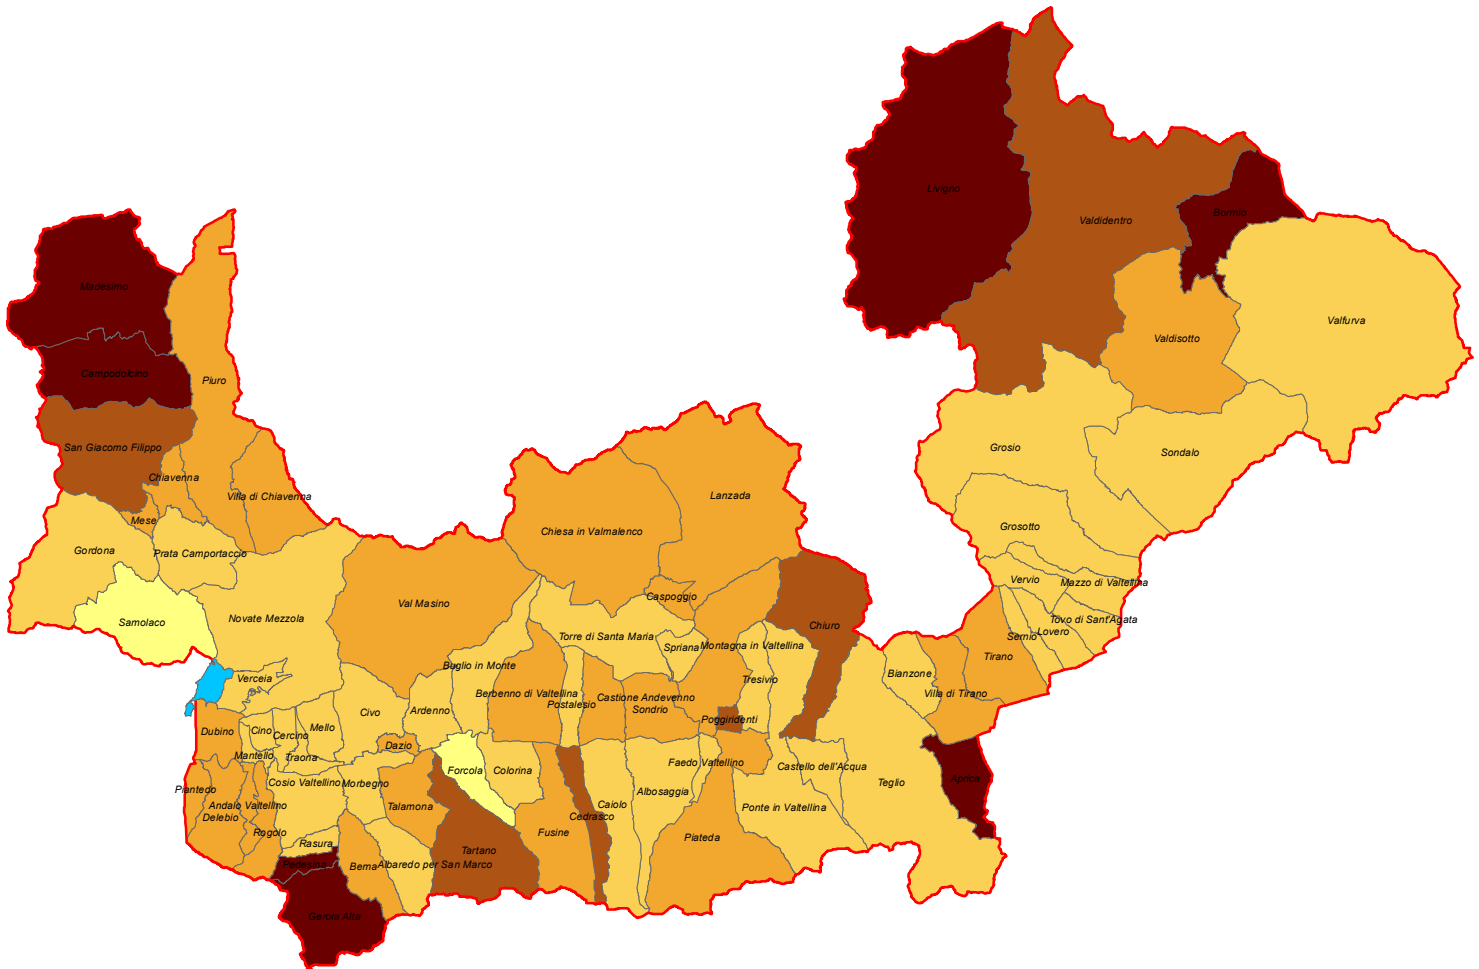 Livigno
Bormio
Valdidentro
Madesimo
Valfurva
Valdisotto
Campodolcino
Piuro
San Giacomo Filippo
Grosio
Sondalo
Chiavenna
Villa di Chiavenna
Lanzada
Mese
Grosotto
Chiesa in Valmalenco
Gordona
Prata Camportaccio
Vervio
Mazzo di Valtellina
Caspoggio
Val Masino
Samolaco
Novate Mezzola
Tovo di Sant'Agata
Chiuro
Lovero
Sernio
Torre di Santa Maria
Spriana
Montagna in Valtellina
Tirano
Buglio in Monte
Bianzone
Verceia
Tresivio
Berbenno di Valtellina
Villa di Tirano
Castione Andevenno
Postalesio
Sondrio
Ardenno
Civo
Poggiridenti
Mello
Cino
Dubino
Cercino
Dazio
Mantello
Traona
Faedo Valtellino
Castello dell'Acqua
Forcola
Colorina
Aprica
Cosio Valtellino
Morbegno
Teglio
Piantedo
Albosaggia
Caiolo
Andalo Valtellino
Talamona
Ponte in Valtellina
Delebio
Cedrasco
Rogolo
Fusine
Piateda
Rasura
Tartano
Pedesina
Bema
Albaredo per San Marco
Gerola Alta